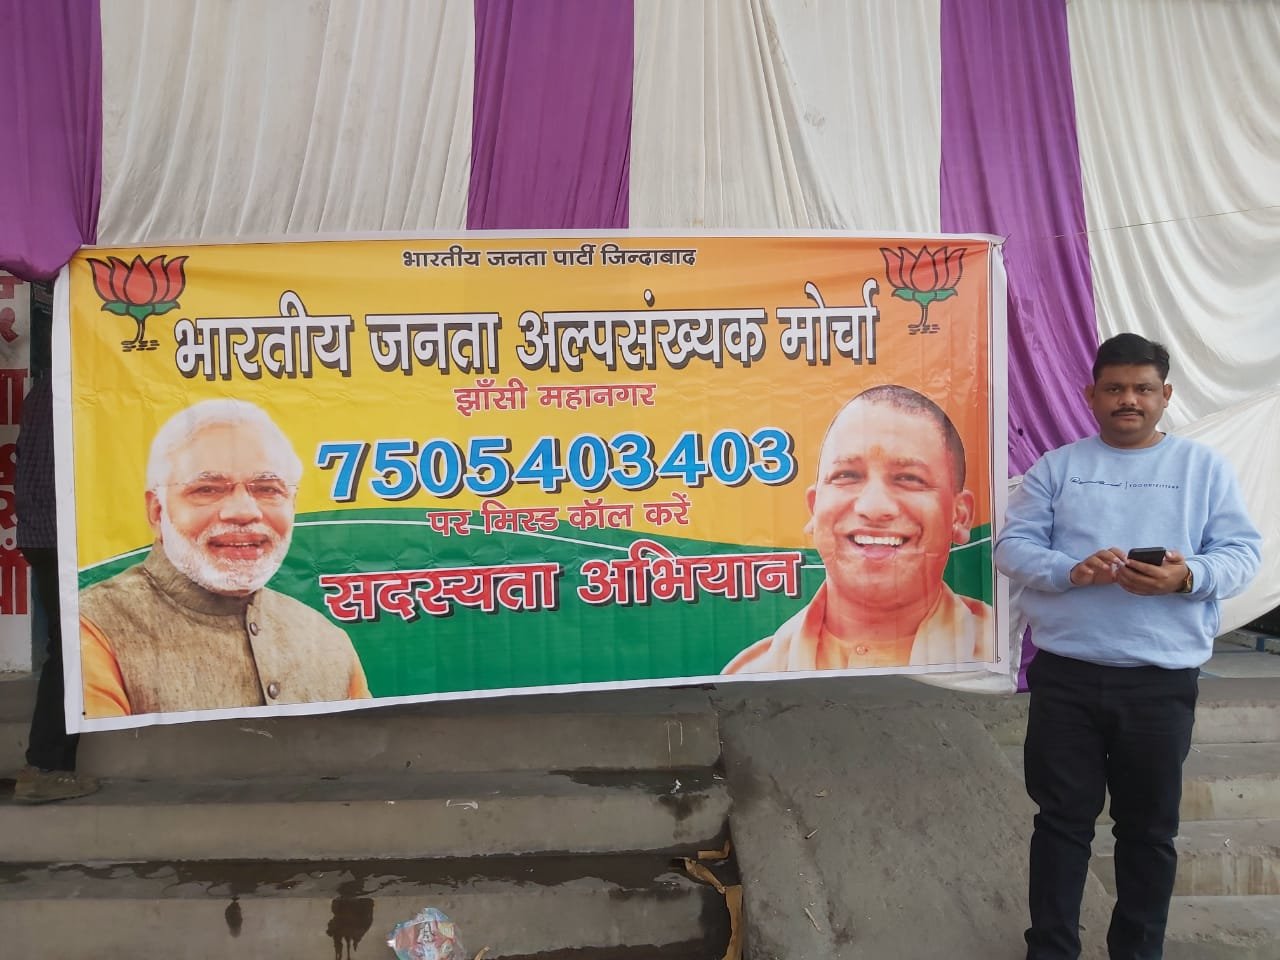 भारतीय जनता पार्टी जिन्दाबाद
भारतीय जनता अल्पसंख्यक मोर्चा
झाँसी महानगर
7505403403
पर मिस्ड कॉल करें
सदस्यता अभियान